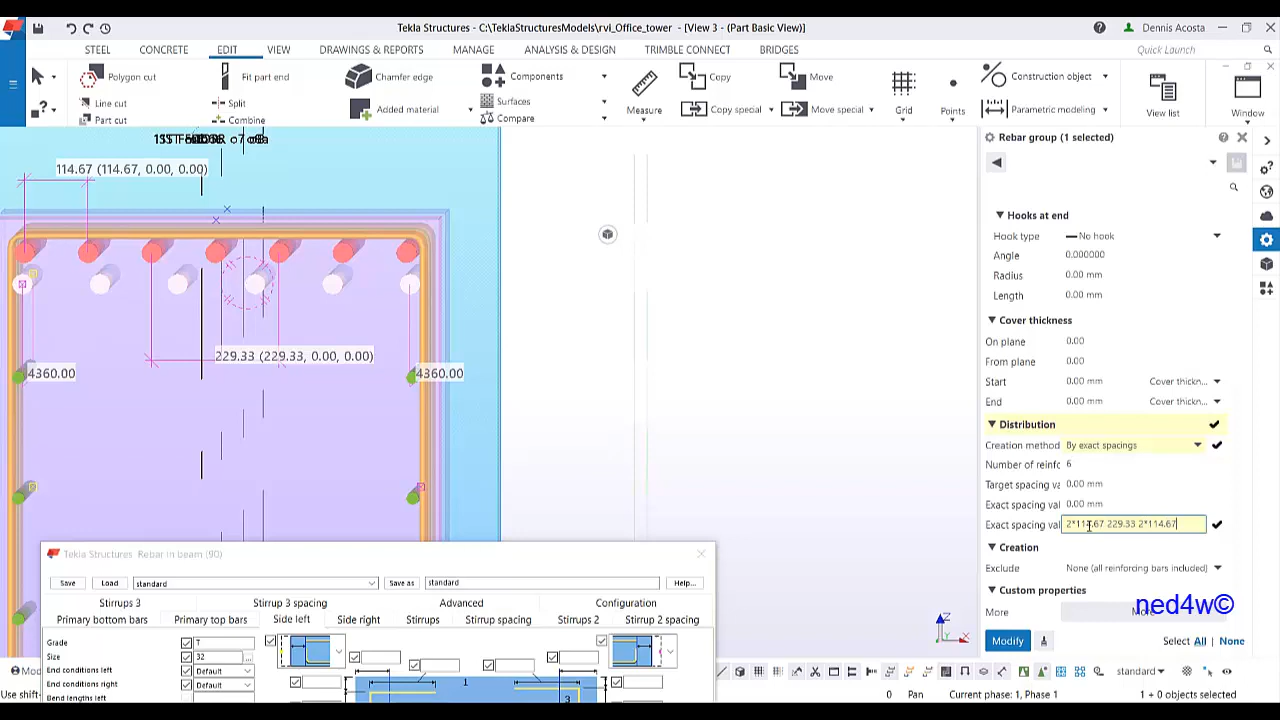 Tekla Structures - C:\TeklaStructuresModels\rvi_Office_tower - [View 3 - (Part Basic View)]
Dennis Acosta
STEEL CONCRETE EDIT VIEW DRAWINGS & REPORTS MANAGE ANALYSIS & DESIGN TRIMBLE CONNECT BRIDGES
Quick Launch
Polygon cut
Line cut
Part cut
Fit part end
Split
Combine
Chamfer edge
Added material
Components
Surfaces
Compare
Measure
Copy
Copy special
Move
Move special
Grid
Points
Construction object
Parametric modeling
View list
Window
114.67 (114.67, 0.00, 0.00)
229.33 (229.33, 0.00, 0.00)
4360.00
4360.00
Rebar group (1 selected)
Hooks at end
Hook type No hook
Angle 0.000000
Radius 0.00 mm
Length 0.00 mm
Cover thickness
On plane 0.00
From plane 0.00
Start 0.00 mm Cover thickn...
End 0.00 mm Cover thickn...
Distribution
Creation method By exact spacings
Number of reinfc 6
Target spacing va 0.00 mm
Exact spacing val 0.00 mm
Exact spacing val 2*114.67 229.33 2*114.67
Creation
Exclude None (all reinforcing bars included)
Custom properties
More
ned4w©
Modify Select All | None
Tekla Structures Rebar in beam (90)
Save Load standard Save as standard Help...
Stirrups 3 Stirrup 3 spacing Advanced Configuration
Primary bottom bars Primary top bars Side left Side right Stirrups Stirrup spacing Stirrups 2 Stirrup 2 spacing
Grade T
Size 32 ...
End conditions left Default
End conditions right Default
Bend lengths left
1
3
standard
Use shift-
0 Pan Current phase: 1, Phase 1 1 + 0 objects selected